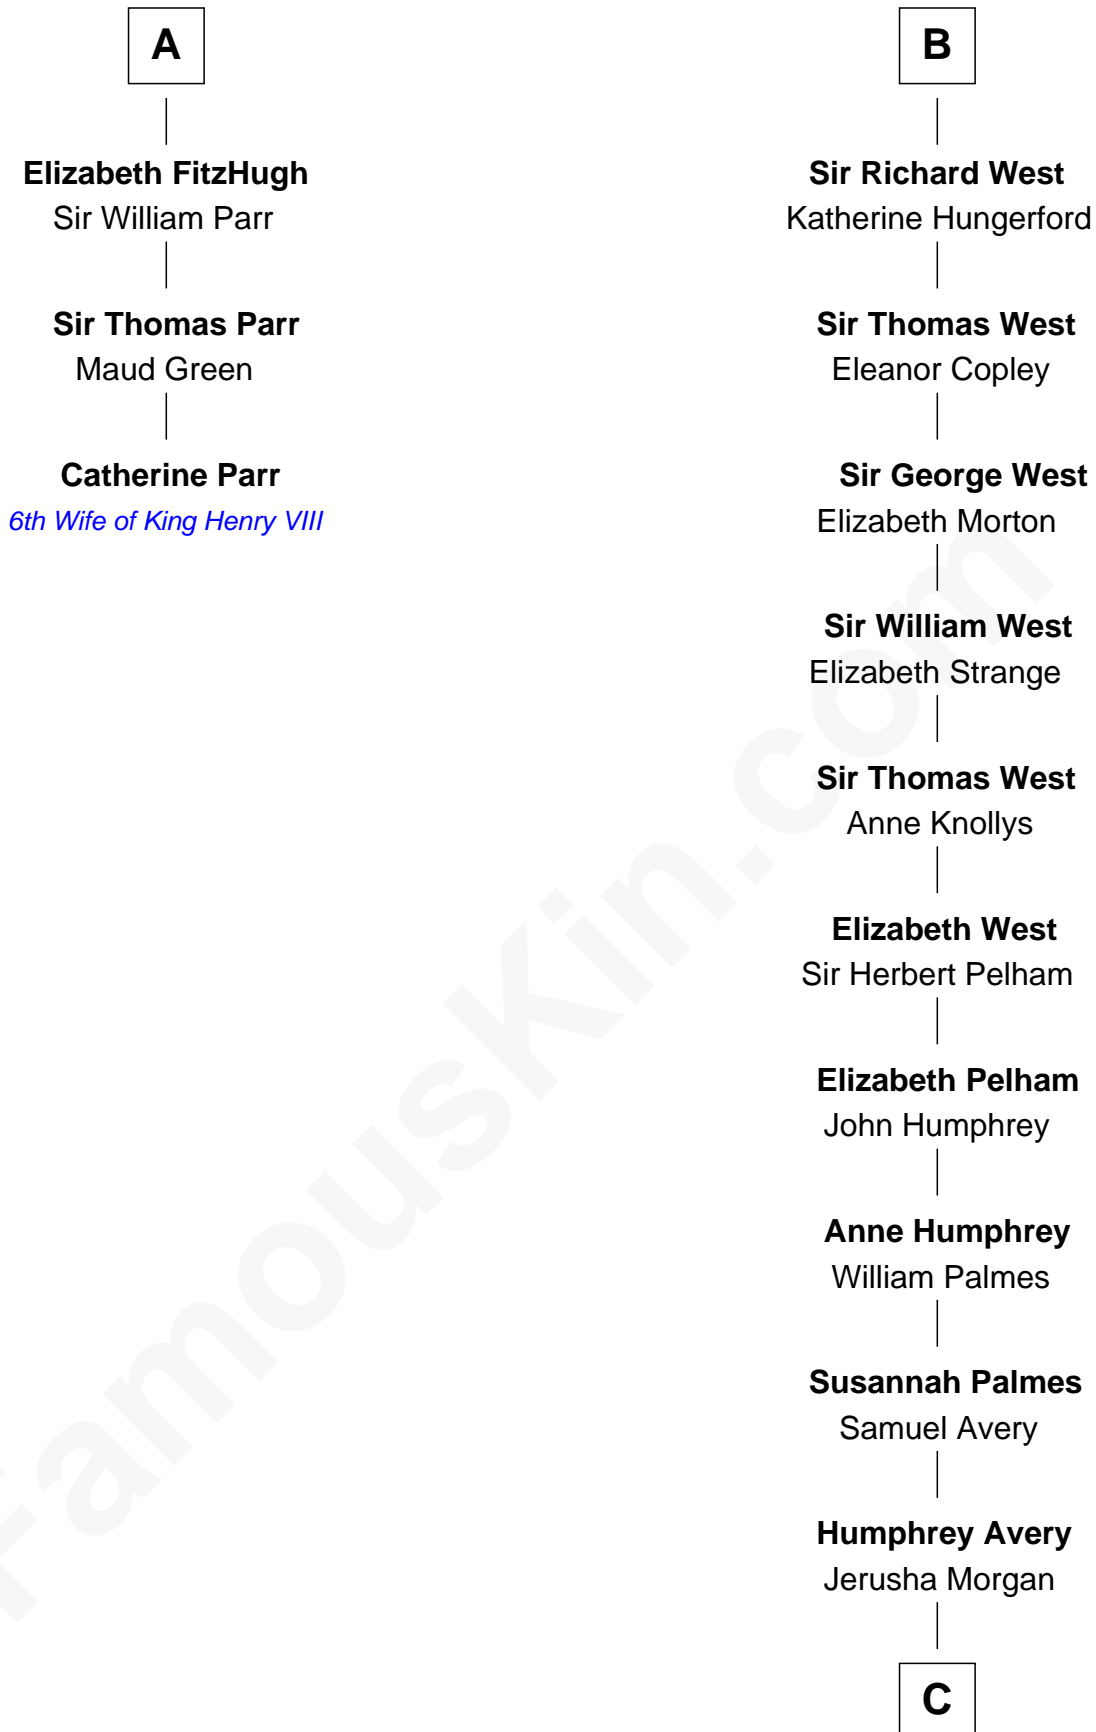 A
Elizabeth FitzHugh
Sir William Parr
Sir Thomas Parr
Maud Green
Catherine Parr
6th Wife of King Henry VIII
B
Sir Richard West
Katherine Hungerford
Sir Thomas West
Eleanor Copley
Sir George West
Elizabeth Morton
Sir William West
Elizabeth Strange
Sir Thomas West
Anne Knollys
Elizabeth West
Sir Herbert Pelham
Elizabeth Pelham
John Humphrey
Anne Humphrey
William Palmes
Susannah Palmes
Samuel Avery
Humphrey Avery
Jerusha Morgan
C
FamousKin.com